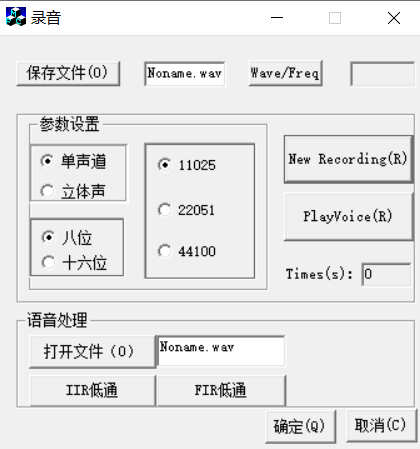 录音
保存文件(O) Noname.wav Wave/Freq
参数设置
单声道
立体声
八位
十六位
11025
22051
44100
New Recording(R)
PlayVoice(R)
Times(s): 0
语音处理
打开文件（O） Noname.wav
IIR低通 FIR低通
确定(Q) 取消(C)